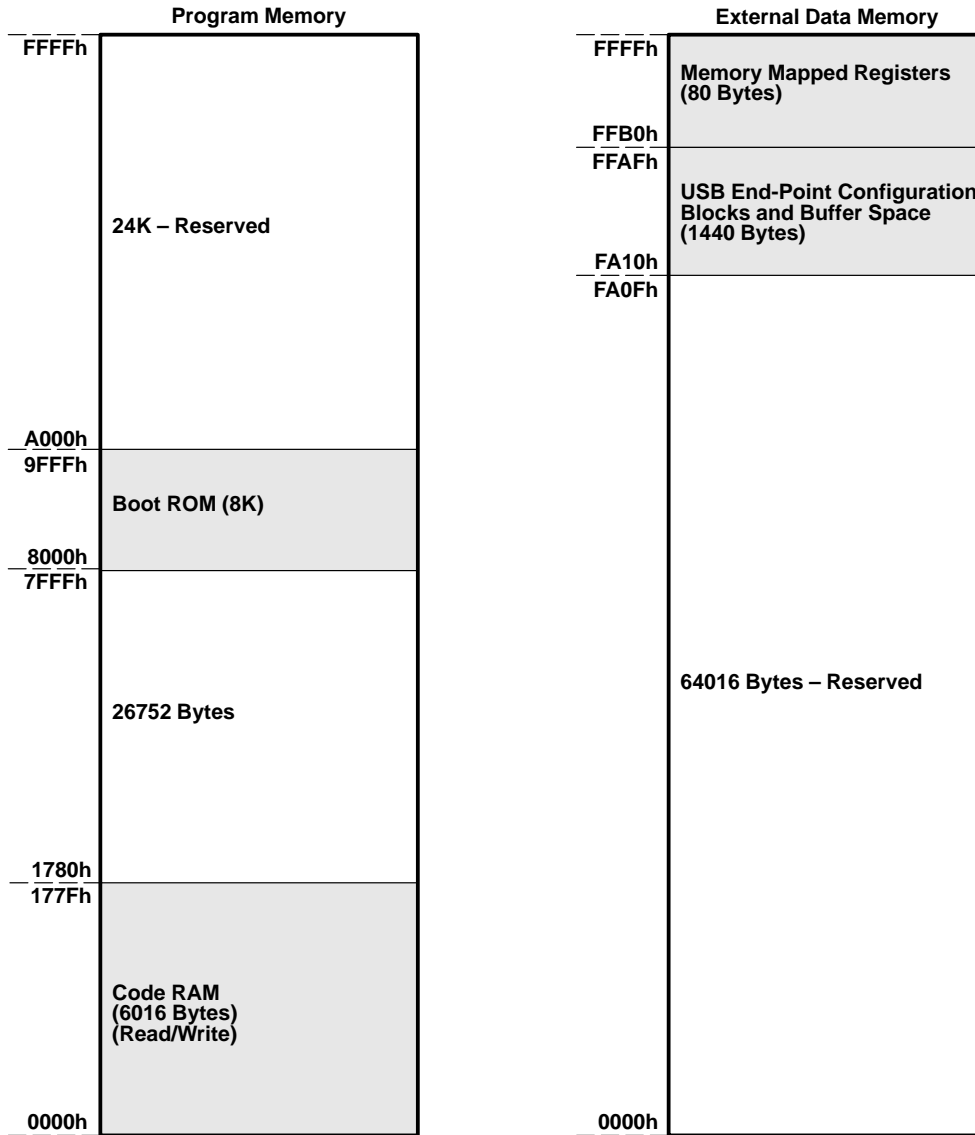 Program Memory
FFFFh
24K – Reserved
A000h
9FFFh
Boot ROM (8K)
8000h
7FFFh
26752 Bytes
1780h
177Fh
Code RAM
(6016 Bytes)
(Read/Write)
0000h
External Data Memory
FFFFh
Memory Mapped Registers
(80 Bytes)
FFB0h
FFAFh
USB End-Point Configuration
Blocks and Buffer Space
(1440 Bytes)
FA10h
FA0Fh
64016 Bytes – Reserved
0000h